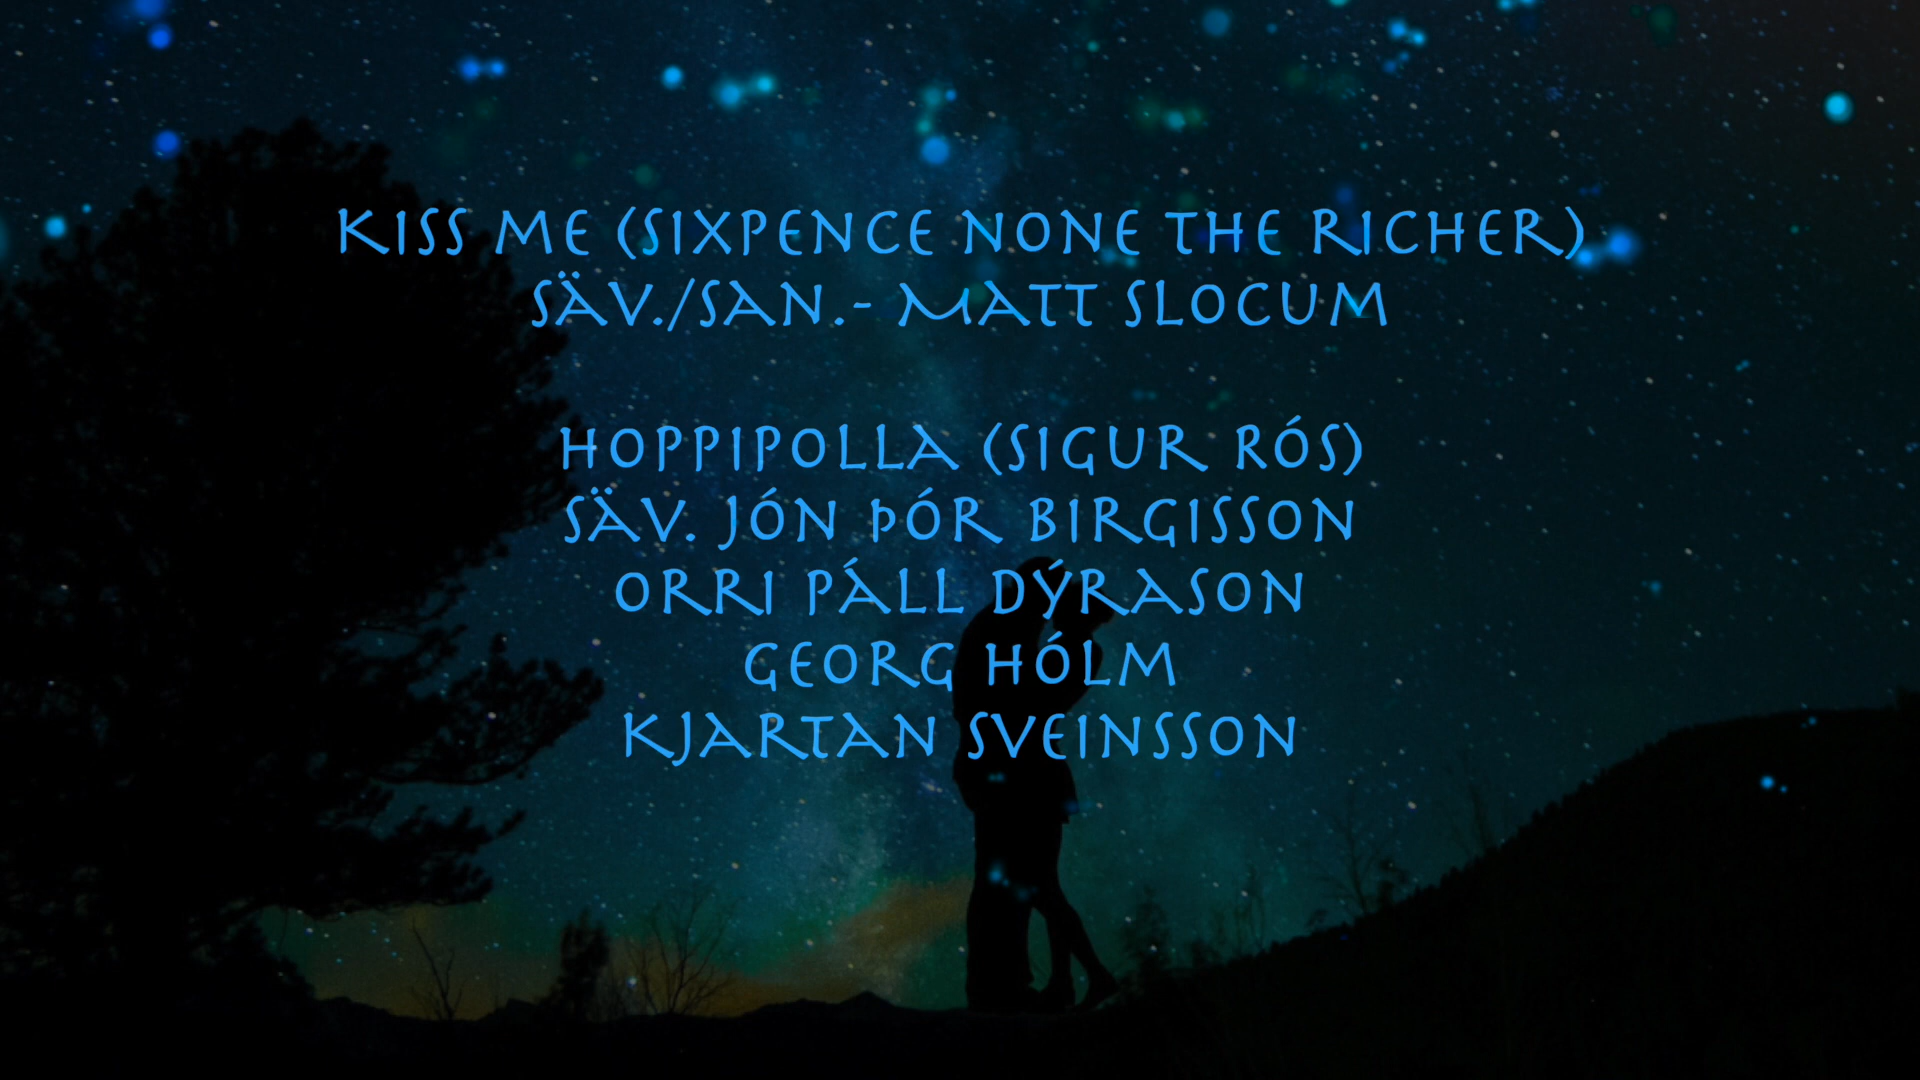 KISS ME (SIXPENCE NONE THE RICHER)
SÄV./SAN.- MATT SLOCUM
HOPPIPOLLA (SIGUR RÓS)
SÄV. JÓN ÞÓR BIRGISSON
ORRI PÁLL DÝRASON
GEORG HÓLM
KJARTAN SVEINSSON